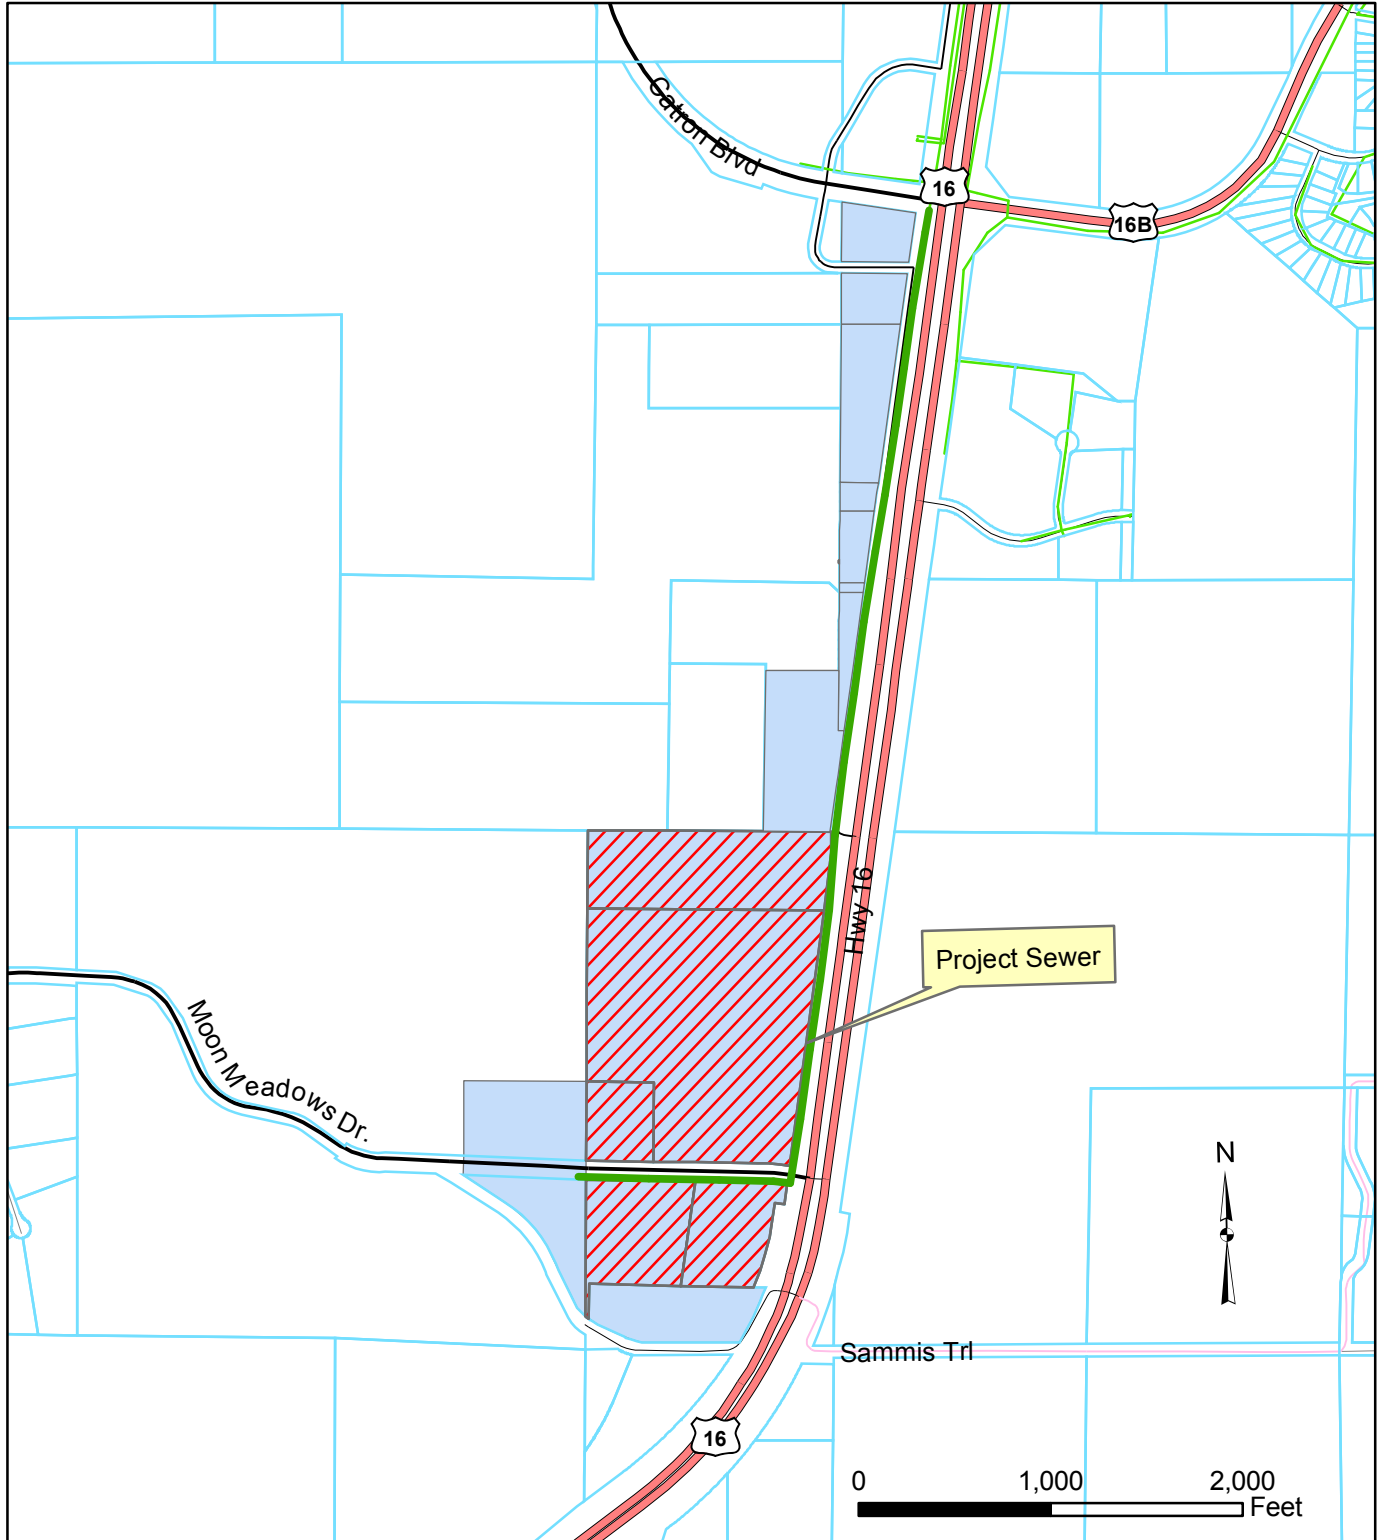 Catron Blvd
16
16B
Hwy 16
Project Sewer
Moon Meadows Dr.
N
Sammis Trl
16
0 1,000 2,000
Feet